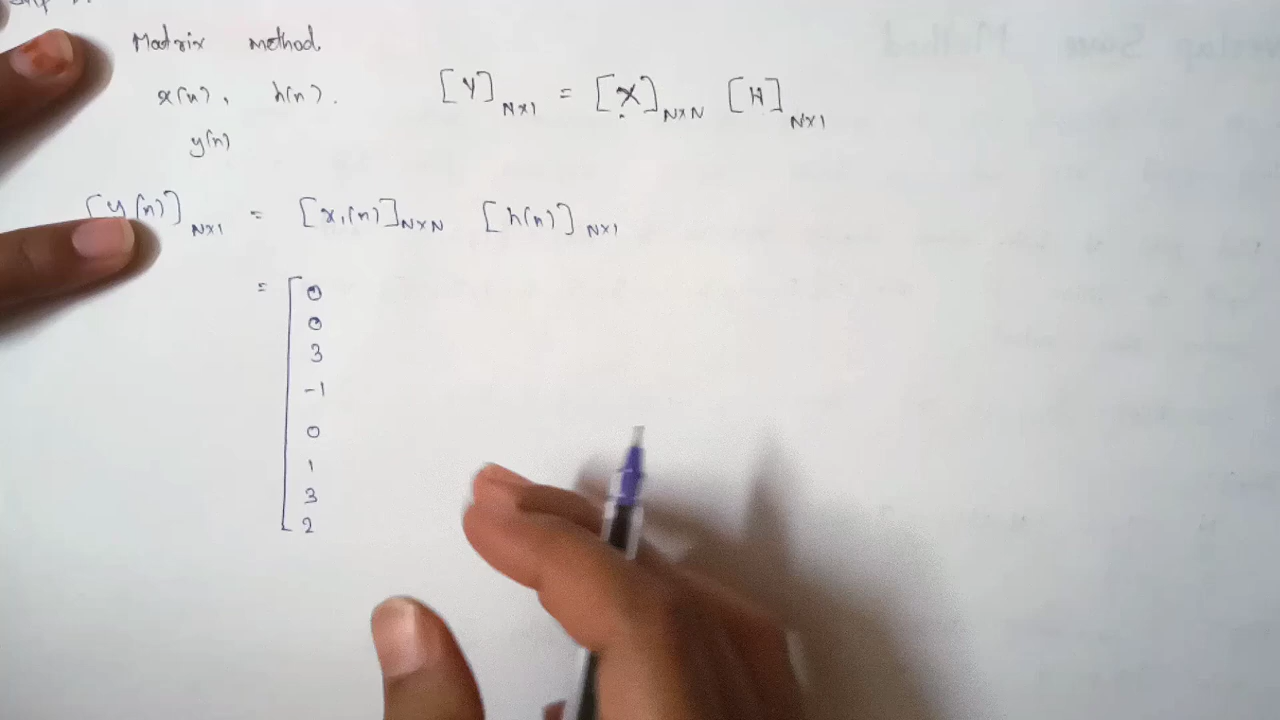 Matrix method
x(n), h(n). [Y]N×1 = [X]N×N [H]N×1
y(n)
[y(n)]N×1 = [x1(n)]N×N [h(n)]N×1
= [ 0
0
3
-1
0
1
3
2